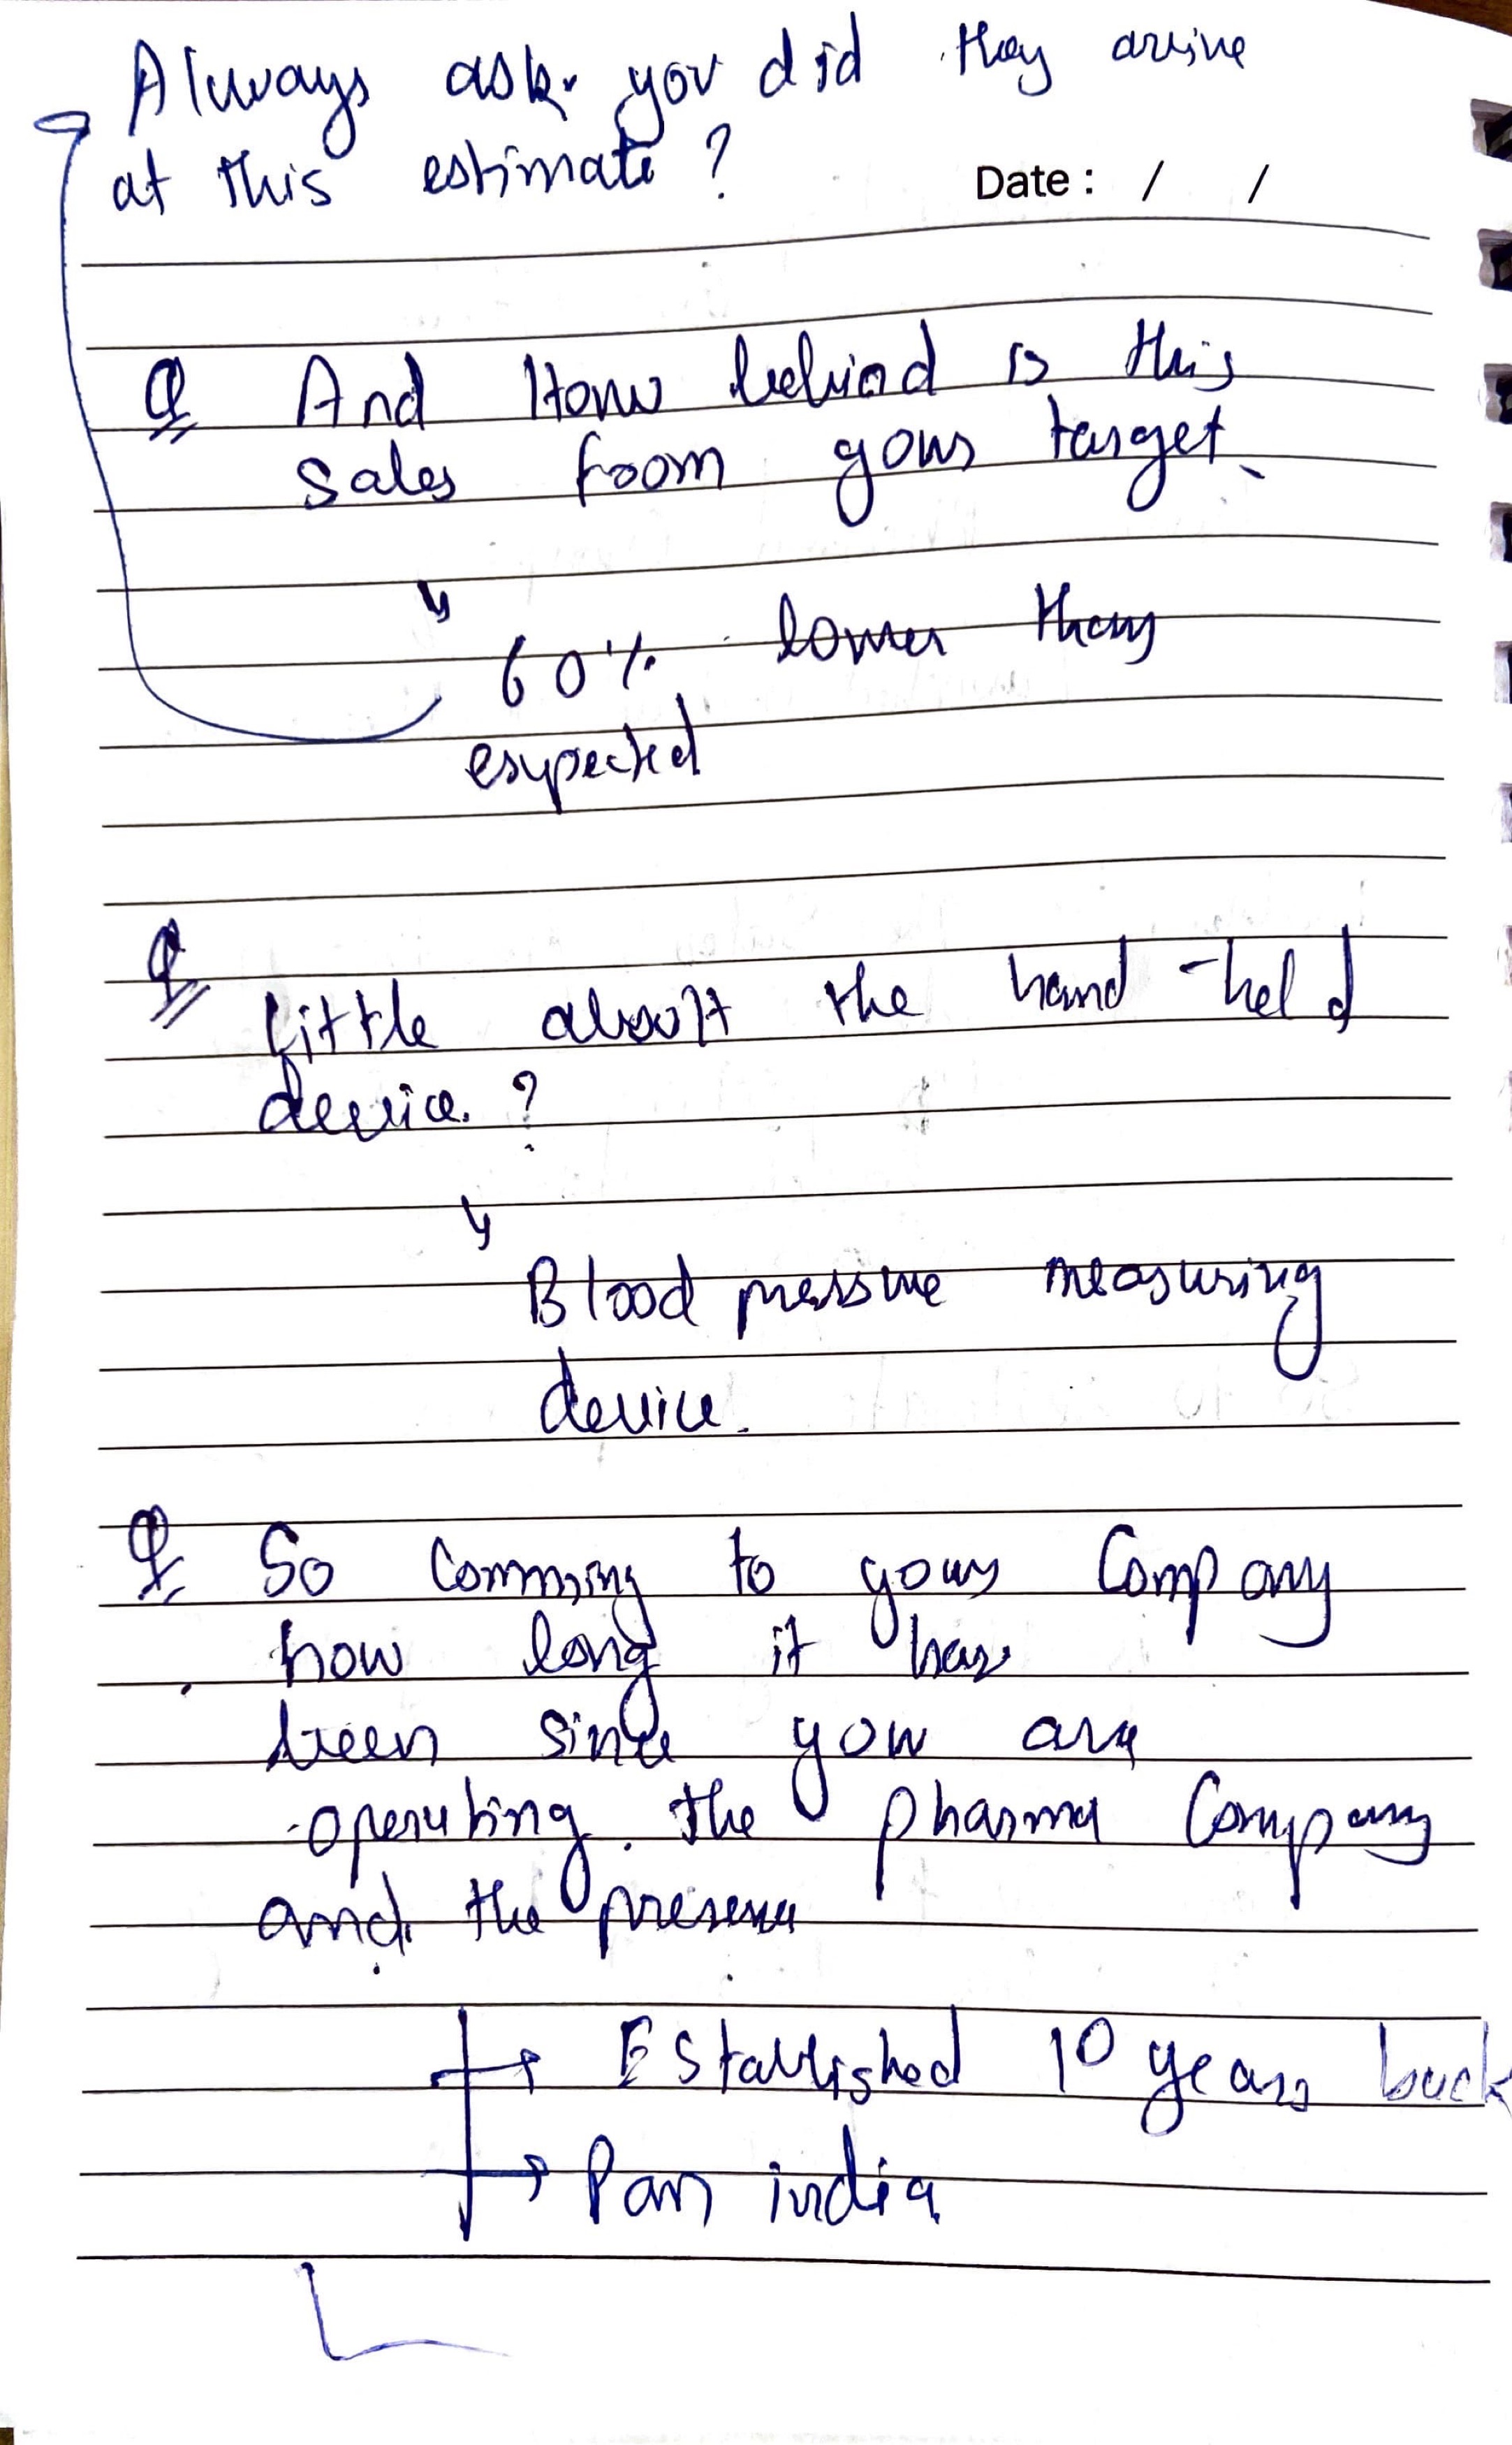 Always ask you did they arrive
at this estimate?
Date: / /
Q And How behind is this
sales from your target
60% lower than
expected
Q
Little about the hand-held
device?
Blood pressure measuring
device.
Q So Comming to your Company
how long it has
been since you are
operating the pharma Company
and the presence
Established 10 years back
Pan india